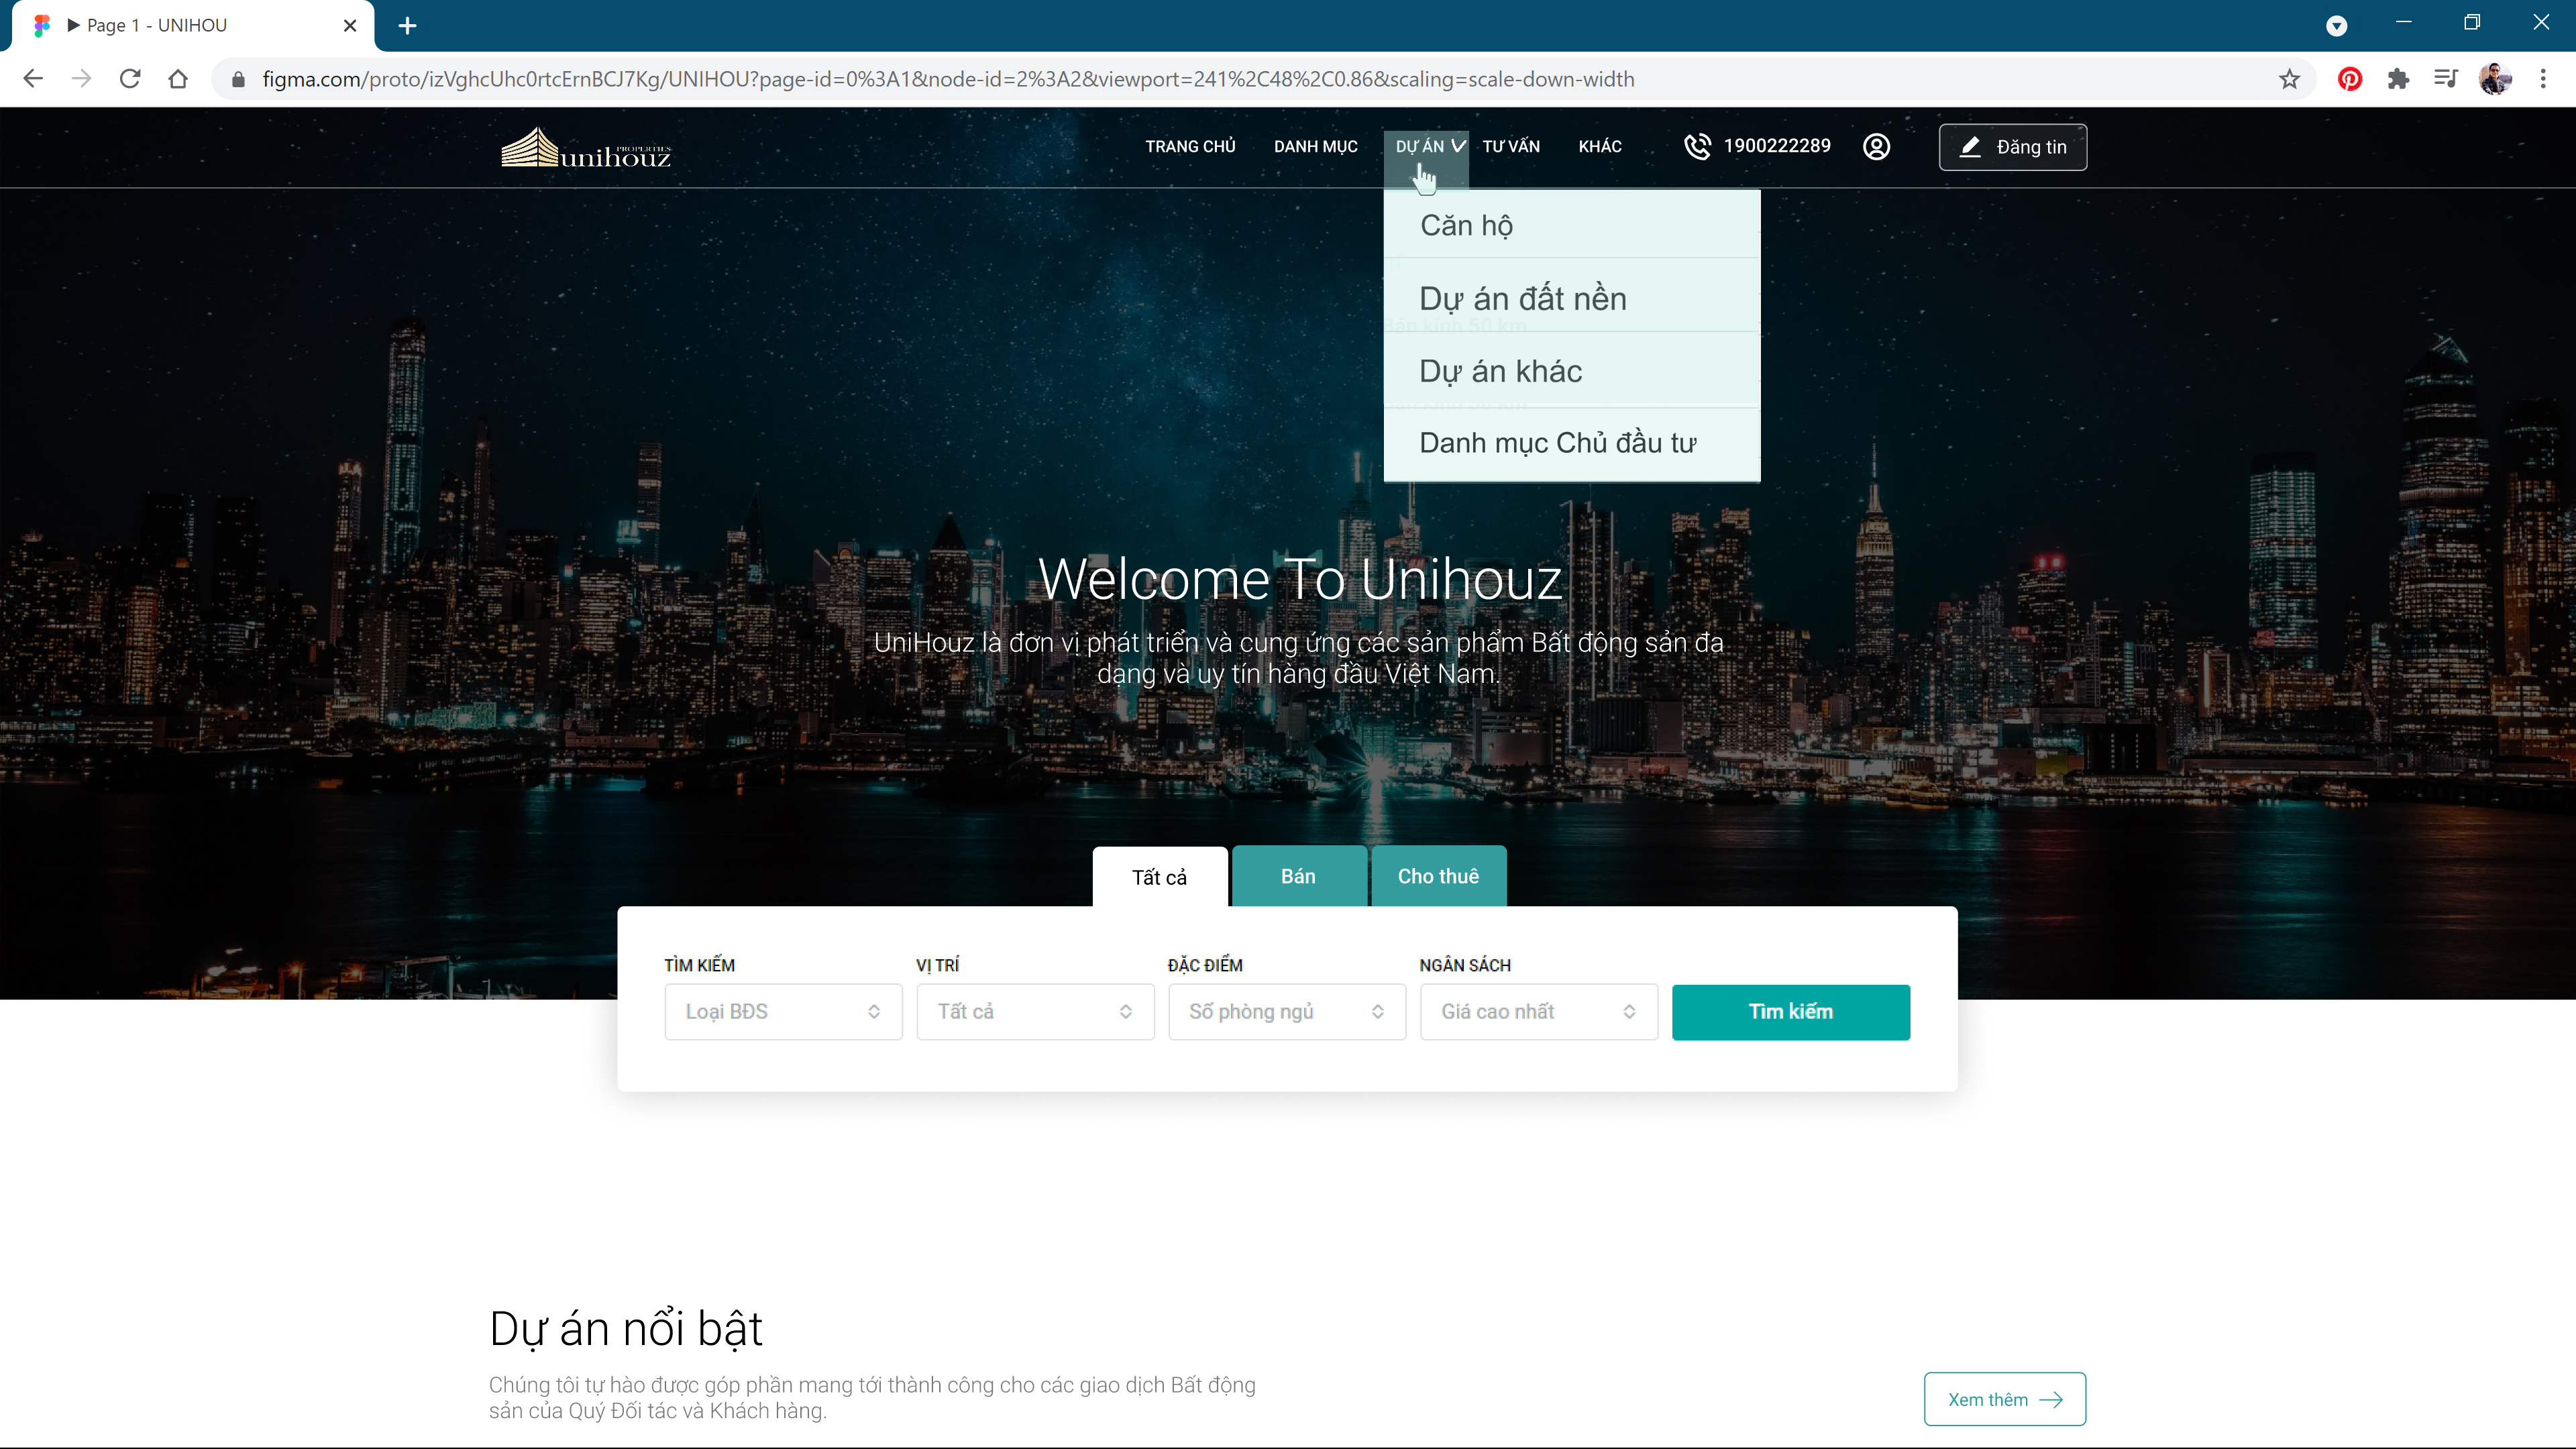 Page 1 - UNIHOU
figma.com/proto/izVghcUhc0rtcErnBCJ7Kg/UNIHOU?page-id=0%3A1&node-id=2%3A2&viewport=241%2C48%2C0.86&scaling=scale-down-width
PROPERTIES
unihouz
TRANG CHỦ
DANH MỤC
DỰ ÁN
TƯ VẤN
KHÁC
1900222289
Đăng tin
Căn hộ
Dự án đất nền
Bán kính 50 km
Dự án khác
Danh mục Chủ đầu tư
Welcome To Unihouz
UniHouz là đơn vị phát triển và cung ứng các sản phẩm Bất động sản đa
dạng và uy tín hàng đầu Việt Nam.
Tất cả
Bán
Cho thuê
TÌM KIẾM
VỊ TRÍ
ĐẶC ĐIỂM
NGÂN SÁCH
Loại BĐS
Tất cả
Số phòng ngủ
Giá cao nhất
Tìm kiếm
Dự án nổi bật
Chúng tôi tự hào được góp phần mang tới thành công cho các giao dịch Bất động
sản của Quý Đối tác và Khách hàng.
Xem thêm